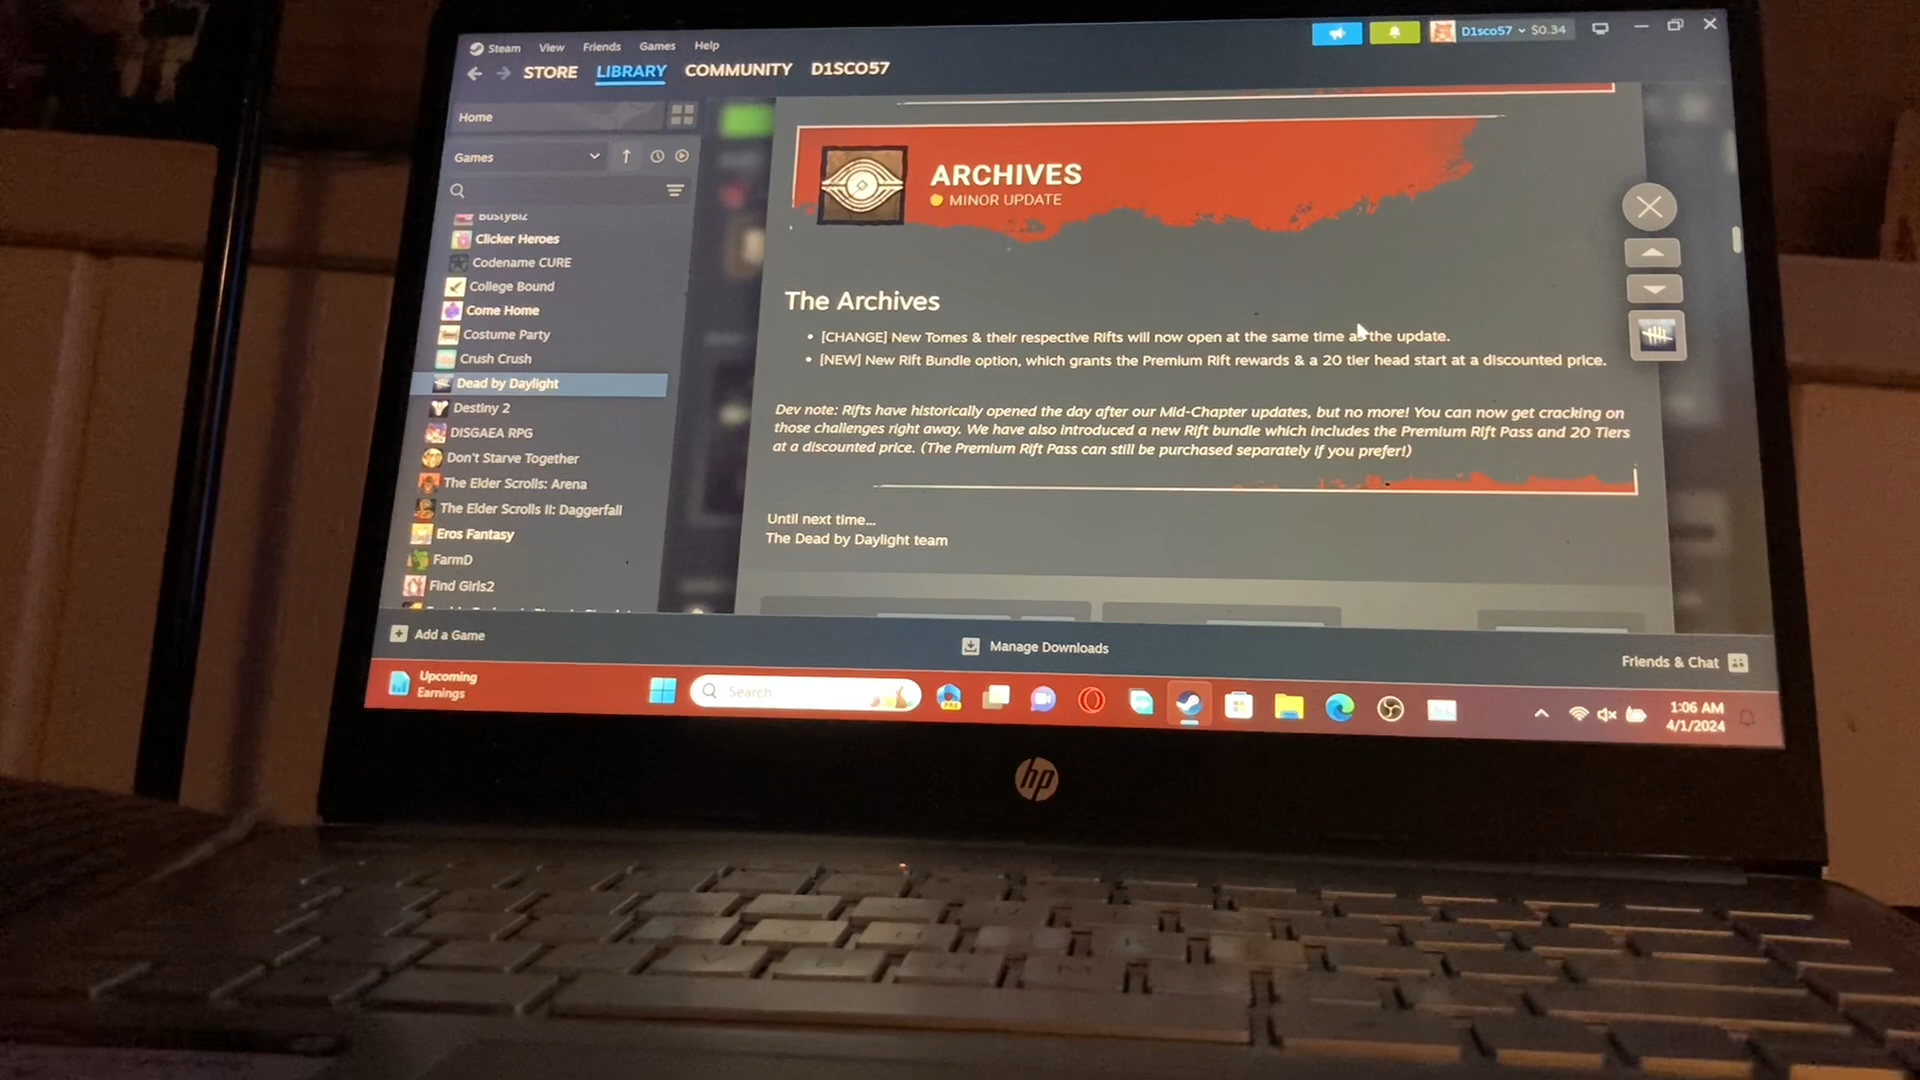 Steam View Friends Games Help
D1sco57 $0.34
STORE LIBRARY COMMUNITY D1SCO57
Home
Games
BustyBiz
Clicker Heroes
Codename CURE
College Bound
Come Home
Costume Party
Crush Crush
Dead by Daylight
Destiny 2
DISGAEA RPG
Don't Starve Together
The Elder Scrolls: Arena
The Elder Scrolls II: Daggerfall
Eros Fantasy
FarmD
Find Girls2
ARCHIVES
MINOR UPDATE
The Archives
• [CHANGE] New Tomes & their respective Rifts will now open at the same time as the update.
• [NEW] New Rift Bundle option, which grants the Premium Rift rewards & a 20 tier head start at a discounted price.
Dev note: Rifts have historically opened the day after our Mid-Chapter updates, but no more! You can now get cracking on
those challenges right away. We have also introduced a new Rift bundle which includes the Premium Rift Pass and 20 Tiers
at a discounted price. (The Premium Rift Pass can still be purchased separately if you prefer!)
Until next time...
The Dead by Daylight team
Add a Game
Manage Downloads
Friends & Chat
Upcoming
Earnings
Search
1:06 AM
4/1/2024
hp